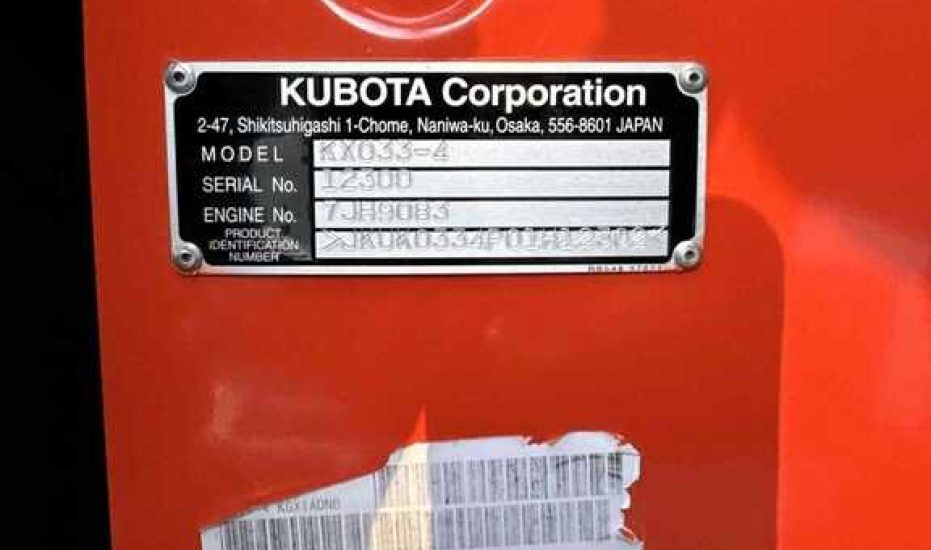 KUBOTA Corporation
2-47, Shikitsuhigashi 1-Chome, Naniwa-ku, Osaka, 556-8601 JAPAN
MODEL KX033-4
SERIAL No. 12300
ENGINE No. 7JH9083
PRODUCT
IDENTIFICATION
NUMBER